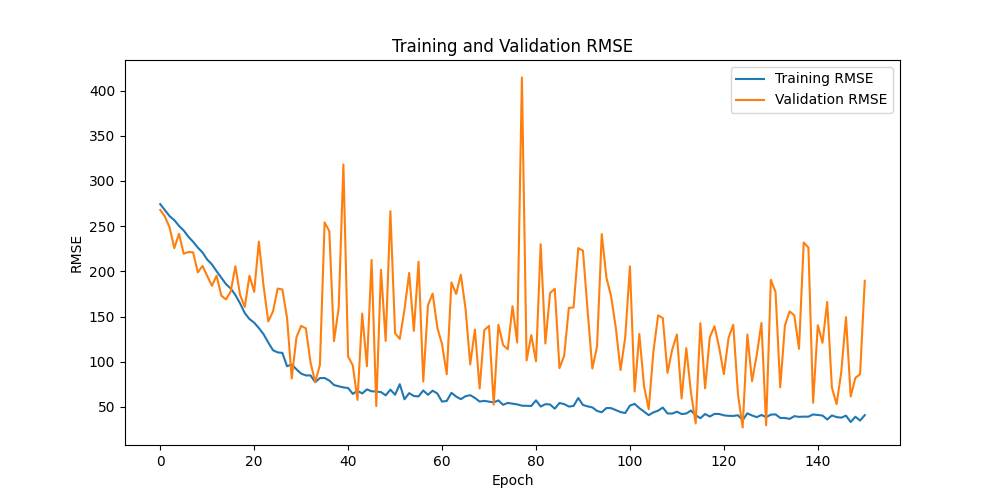 Training and Validation RMSE
Training RMSE
Validation RMSE
RMSE
400
350
300
250
200
150
100
50
0 20 40 60 80 100 120 140
Epoch